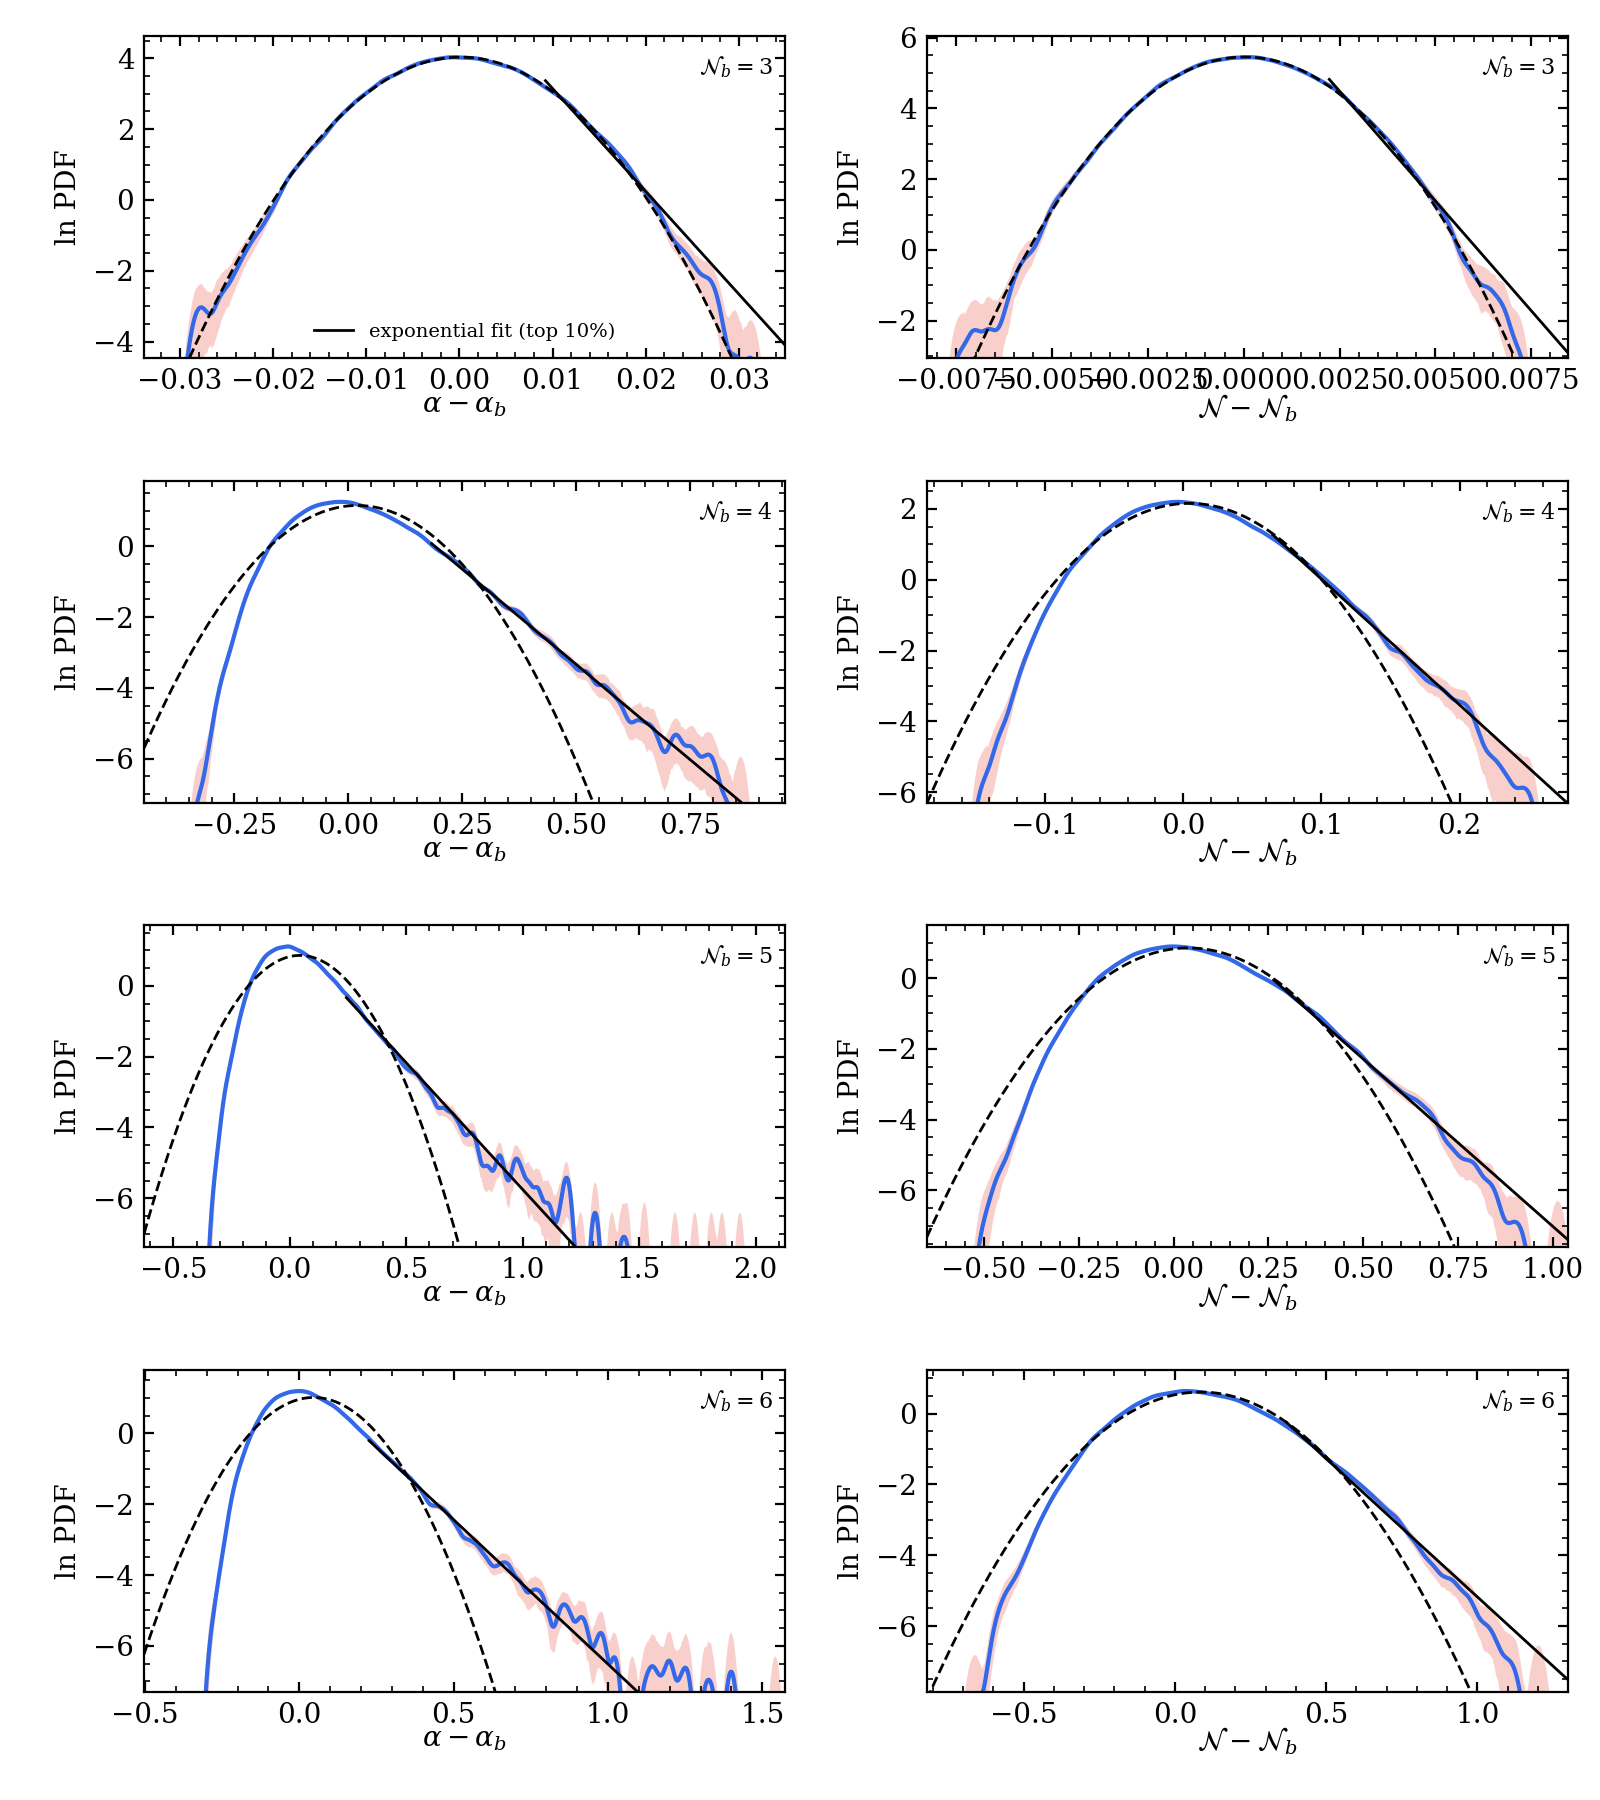 4
2
0
−2
−4
ln PDF
𝒩b = 3
exponential fit (top 10%)
−0.03 −0.02 −0.01 0.00 0.01 0.02 0.03
α − αb
6
4
2
0
−2
ln PDF
𝒩b = 3
−0.0075 −0.0050 −0.0025 0.0000 0.0025 0.0050 0.0075
𝒩 − 𝒩b
0
−2
−4
−6
ln PDF
𝒩b = 4
−0.25 0.00 0.25 0.50 0.75
α − αb
2
0
−2
−4
−6
ln PDF
𝒩b = 4
−0.1 0.0 0.1 0.2
𝒩 − 𝒩b
0
−2
−4
−6
ln PDF
𝒩b = 5
−0.5 0.0 0.5 1.0 1.5 2.0
α − αb
0
−2
−4
−6
ln PDF
𝒩b = 5
−0.50 −0.25 0.00 0.25 0.50 0.75 1.00
𝒩 − 𝒩b
0
−2
−4
−6
ln PDF
𝒩b = 6
−0.5 0.0 0.5 1.0 1.5
α − αb
0
−2
−4
−6
ln PDF
𝒩b = 6
−0.5 0.0 0.5 1.0
𝒩 − 𝒩b